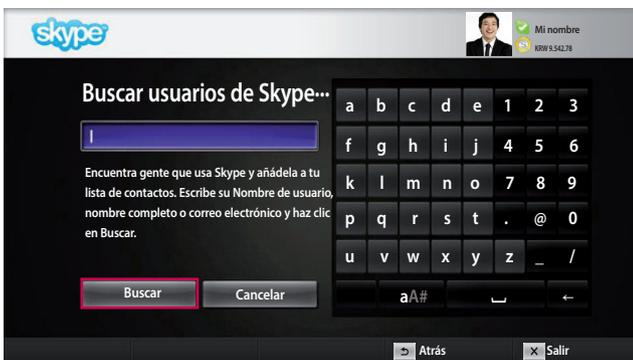 skype
Mi nombre
KRW 9.542.78
Buscar usuarios de Skype...
Encuentra gente que usa Skype y añádela a tu
lista de contactos. Escribe su Nombre de usuario,
nombre completo o correo electrónico y haz clic
en Buscar.
Buscar Cancelar
a b c d e 1 2 3
f g h i j 4 5 6
k l m n o 7 8 9
p q r s t . @ 0
u v w x y z _ /
aA# ←
Atrás X Salir